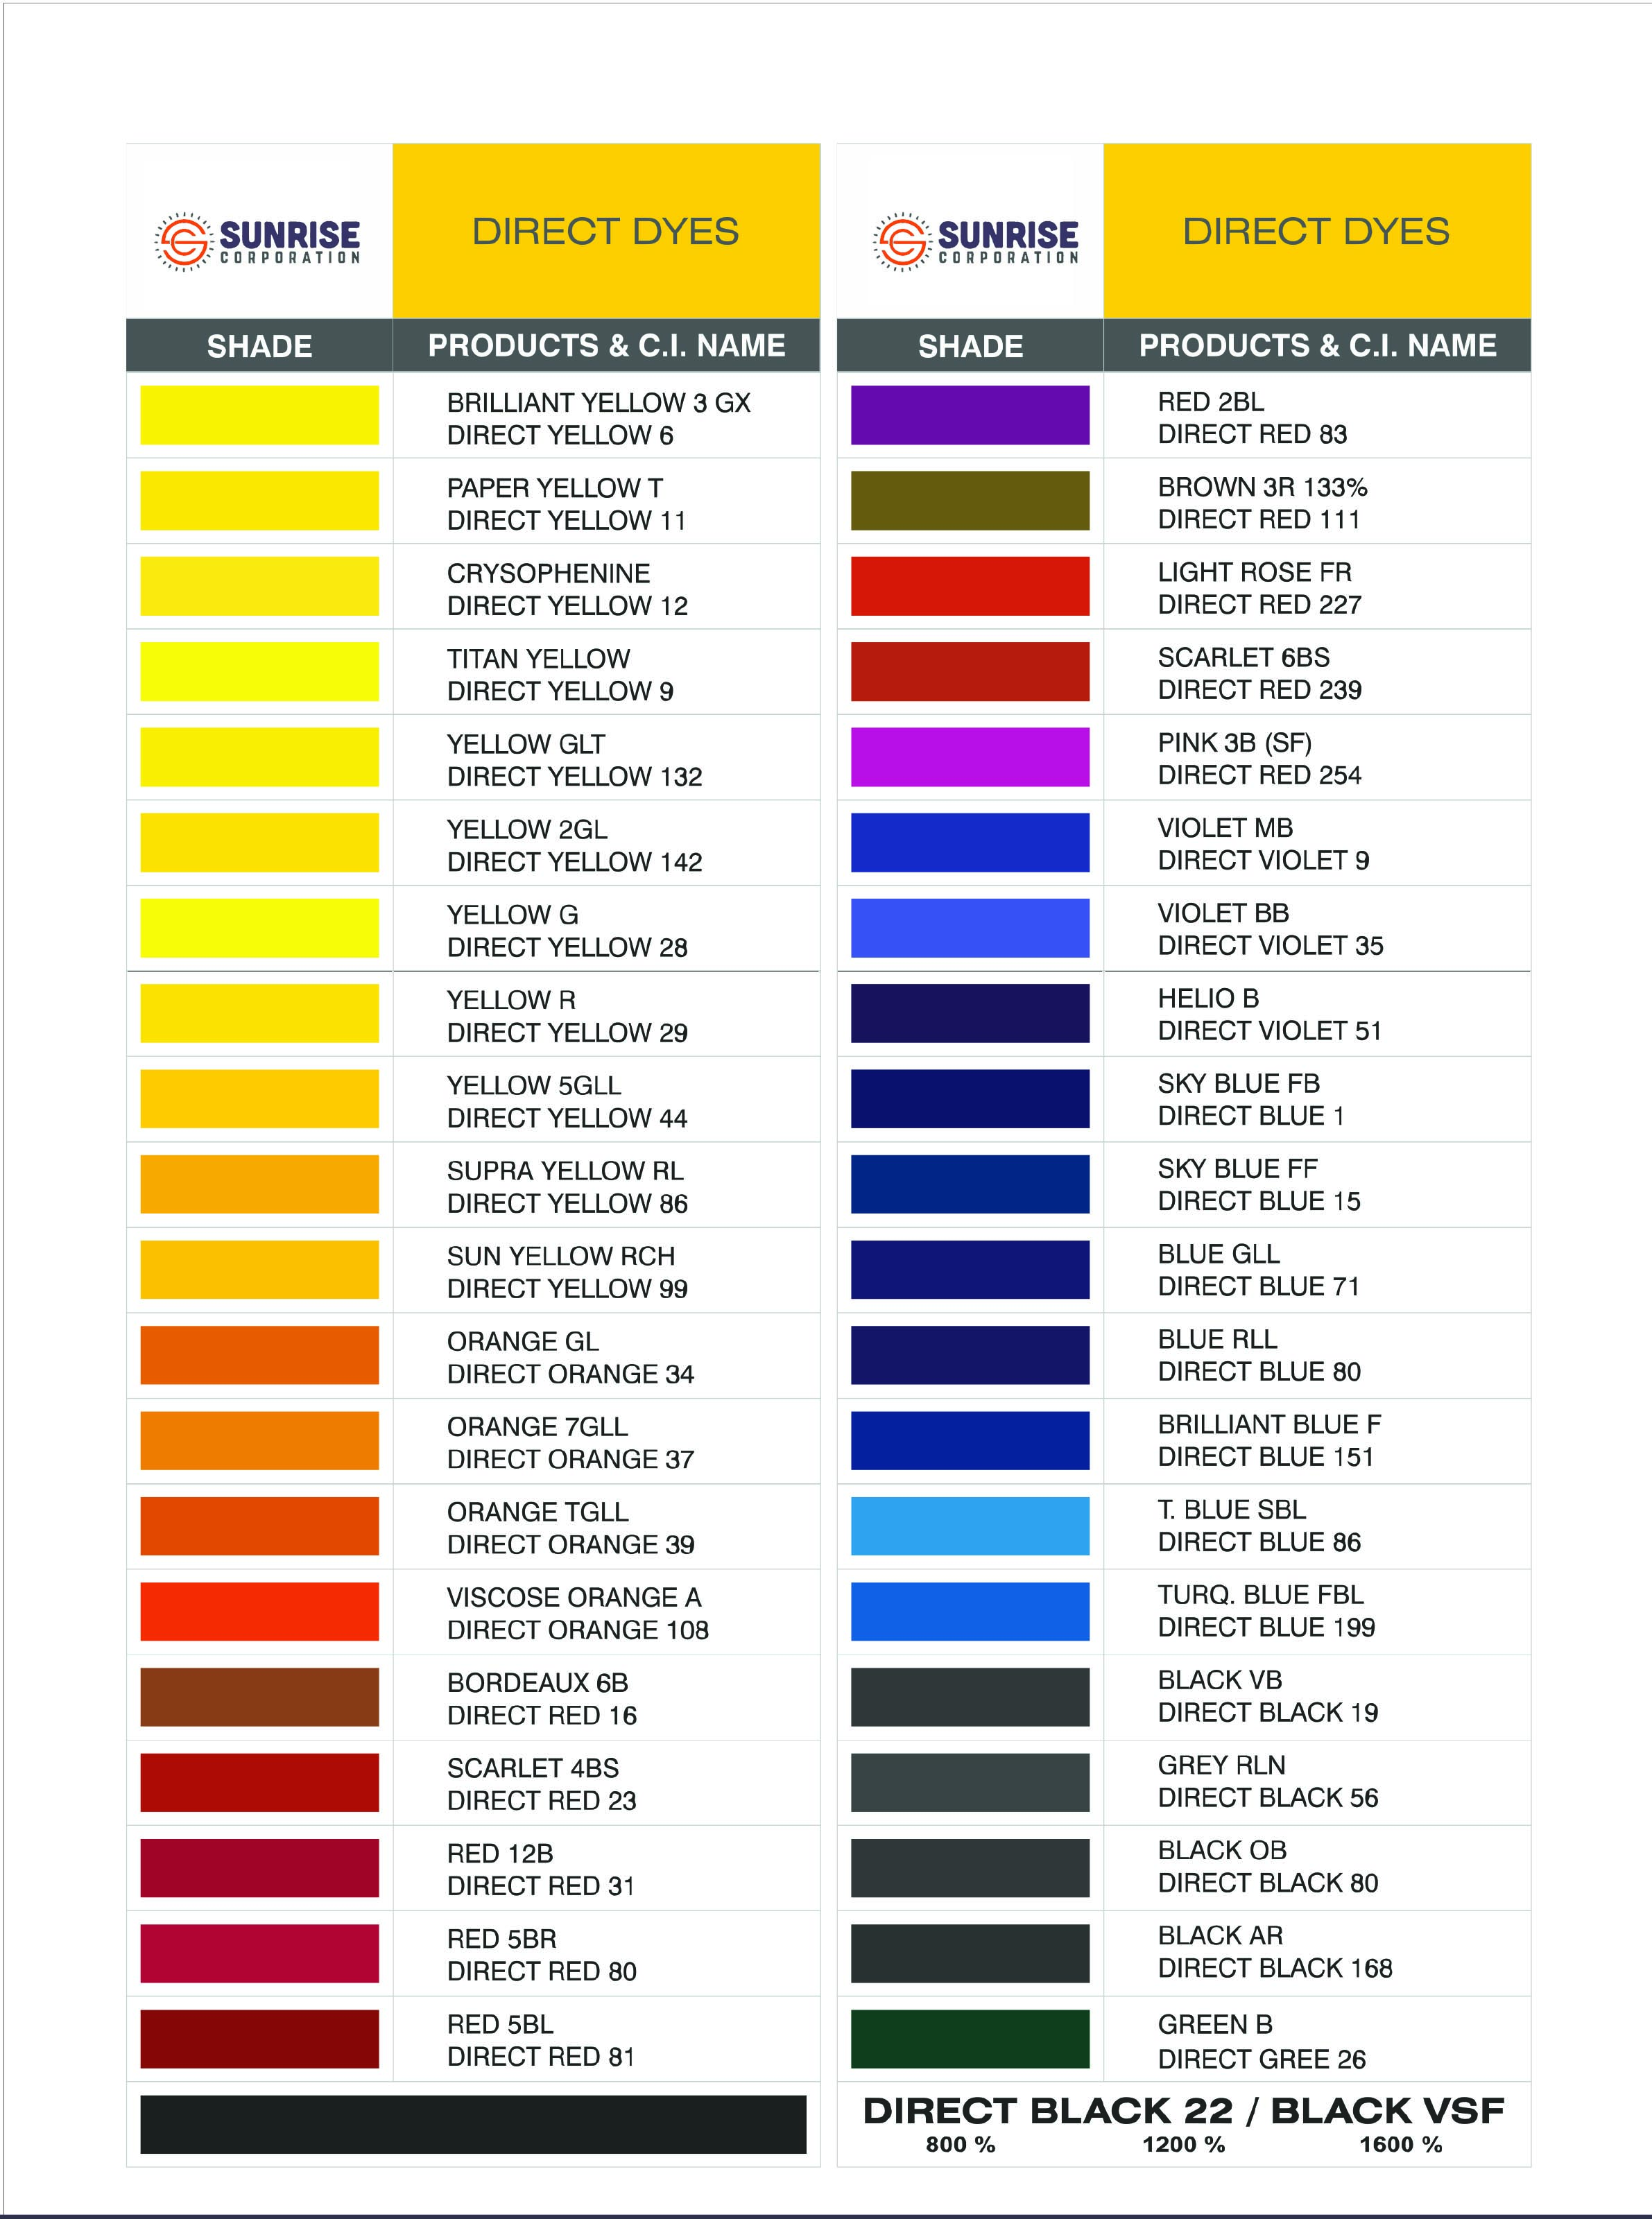 SUNRISE
CORPORATION
DIRECT DYES
SHADE
PRODUCTS & C.I. NAME
BRILLIANT YELLOW 3 GX
DIRECT YELLOW 6
PAPER YELLOW T
DIRECT YELLOW 11
CRYSOPHENINE
DIRECT YELLOW 12
TITAN YELLOW
DIRECT YELLOW 9
YELLOW GLT
DIRECT YELLOW 132
YELLOW 2GL
DIRECT YELLOW 142
YELLOW G
DIRECT YELLOW 28
YELLOW R
DIRECT YELLOW 29
YELLOW 5GLL
DIRECT YELLOW 44
SUPRA YELLOW RL
DIRECT YELLOW 86
SUN YELLOW RCH
DIRECT YELLOW 99
ORANGE GL
DIRECT ORANGE 34
ORANGE 7GLL
DIRECT ORANGE 37
ORANGE TGLL
DIRECT ORANGE 39
VISCOSE ORANGE A
DIRECT ORANGE 108
BORDEAUX 6B
DIRECT RED 16
SCARLET 4BS
DIRECT RED 23
RED 12B
DIRECT RED 31
RED 5BR
DIRECT RED 80
RED 5BL
DIRECT RED 81
SUNRISE
CORPORATION
DIRECT DYES
SHADE
PRODUCTS & C.I. NAME
RED 2BL
DIRECT RED 83
BROWN 3R 133%
DIRECT RED 111
LIGHT ROSE FR
DIRECT RED 227
SCARLET 6BS
DIRECT RED 239
PINK 3B (SF)
DIRECT RED 254
VIOLET MB
DIRECT VIOLET 9
VIOLET BB
DIRECT VIOLET 35
HELIO B
DIRECT VIOLET 51
SKY BLUE FB
DIRECT BLUE 1
SKY BLUE FF
DIRECT BLUE 15
BLUE GLL
DIRECT BLUE 71
BLUE RLL
DIRECT BLUE 80
BRILLIANT BLUE F
DIRECT BLUE 151
T. BLUE SBL
DIRECT BLUE 86
TURQ. BLUE FBL
DIRECT BLUE 199
BLACK VB
DIRECT BLACK 19
GREY RLN
DIRECT BLACK 56
BLACK OB
DIRECT BLACK 80
BLACK AR
DIRECT BLACK 168
GREEN B
DIRECT GREE 26
DIRECT BLACK 22 / BLACK VSF
800 % 1200 % 1600 %